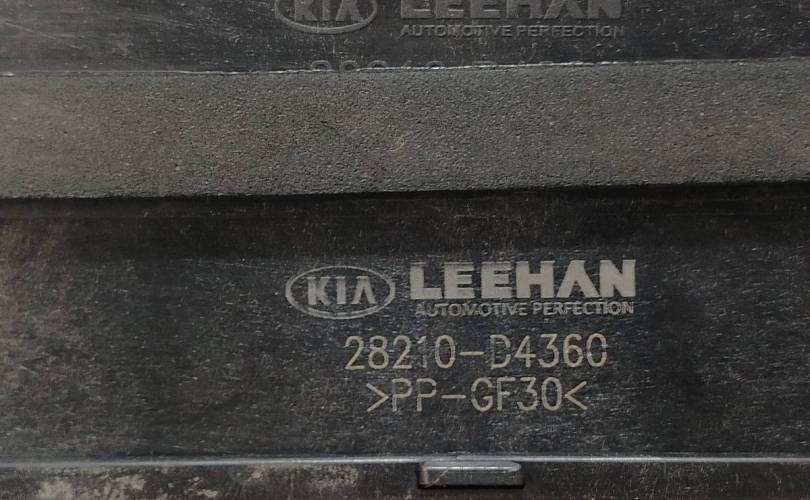 KIA LEEHAN
AUTOMOTIVE PERFECTION
KIA LEEHAN
AUTOMOTIVE PERFECTION
28210-D4360
>PP-GF30<